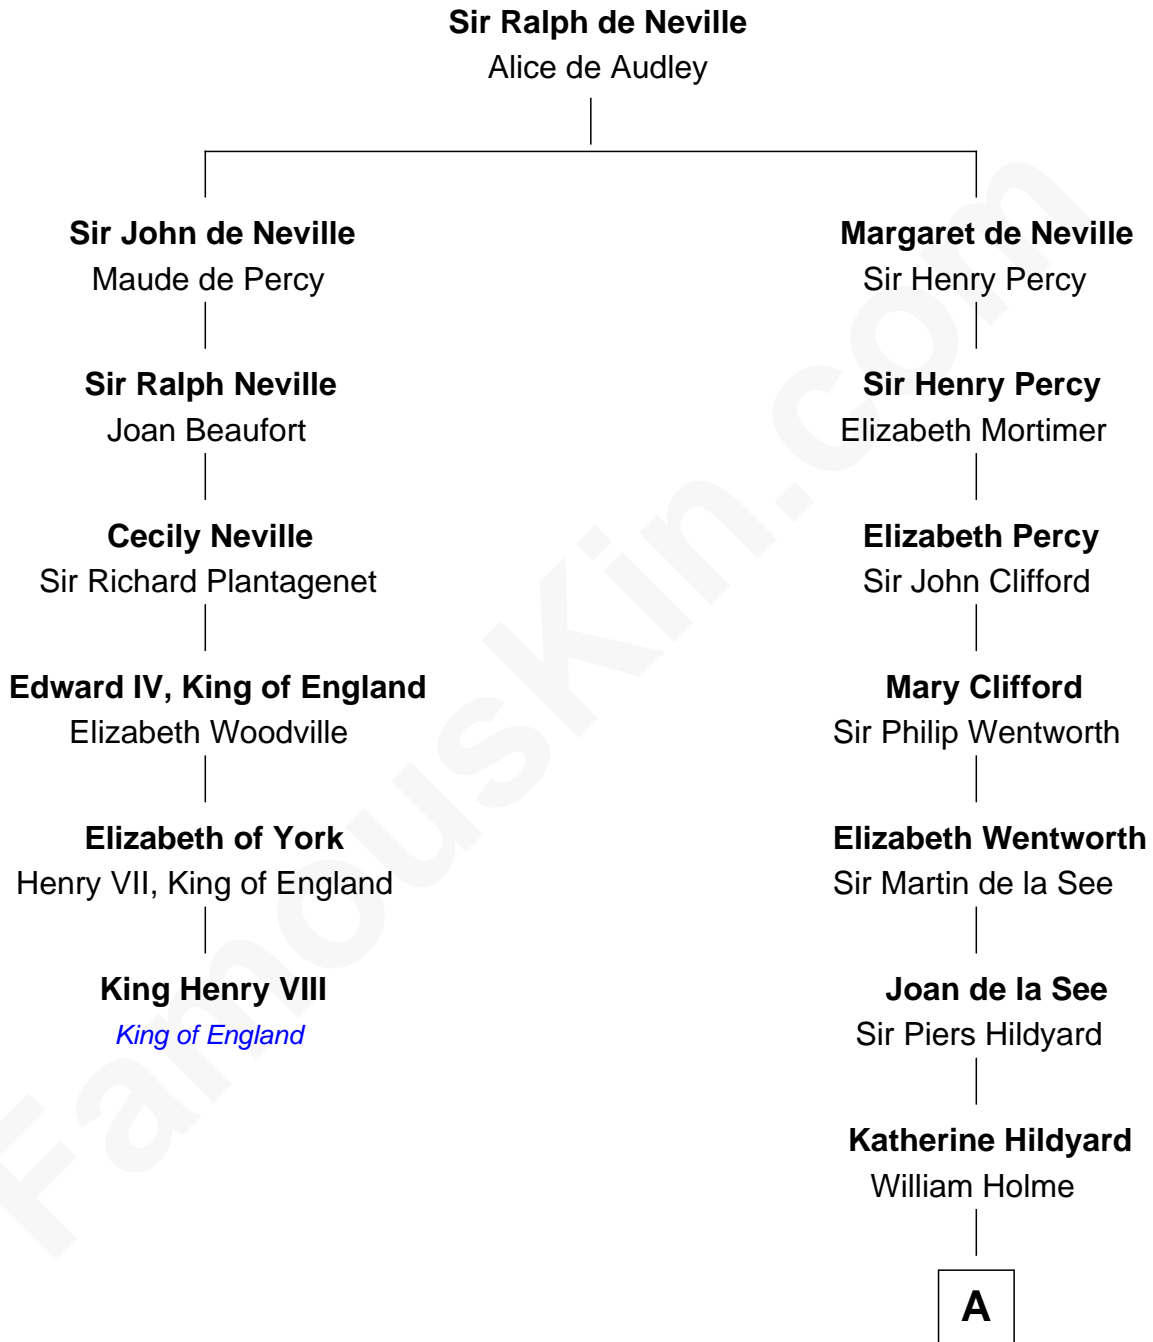 Sir Ralph de Neville
Alice de Audley
Sir John de Neville
Maude de Percy
Margaret de Neville
Sir Henry Percy
Sir Ralph Neville
Joan Beaufort
Sir Henry Percy
Elizabeth Mortimer
Cecily Neville
Sir Richard Plantagenet
Elizabeth Percy
Sir John Clifford
Edward IV, King of England
Elizabeth Woodville
Mary Clifford
Sir Philip Wentworth
Elizabeth of York
Henry VII, King of England
Elizabeth Wentworth
Sir Martin de la See
King Henry VIII
King of England
Joan de la See
Sir Piers Hildyard
Katherine Hildyard
William Holme
A
FamousKin.com